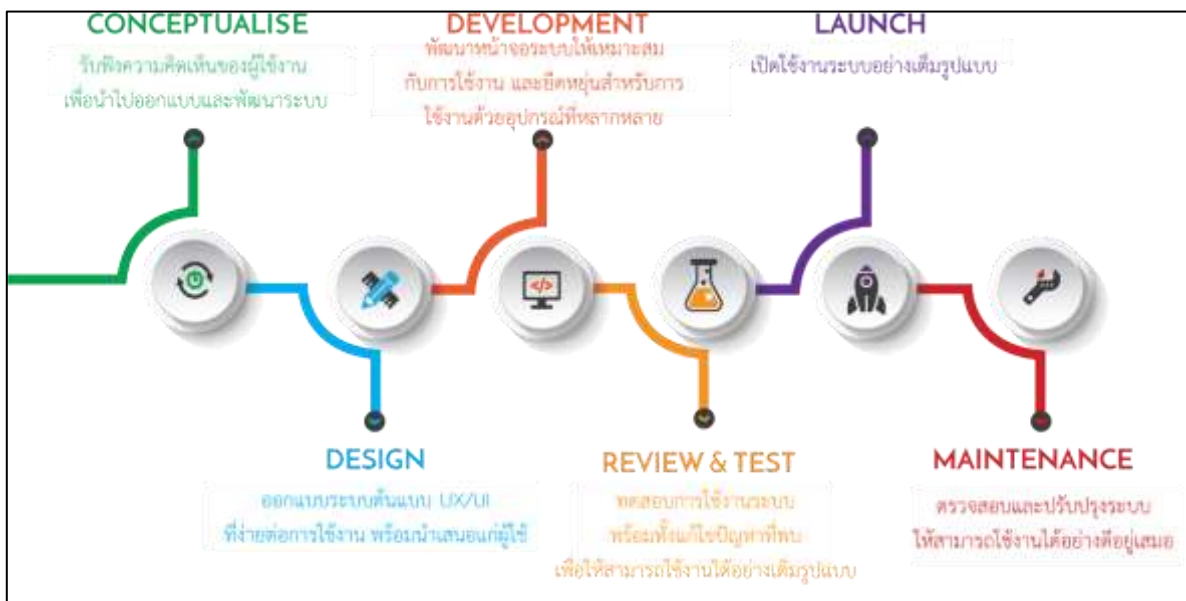 CONCEPTUALISE
รับฟังความคิดเห็นของผู้ใช้งาน
เพื่อนำไปออกแบบและพัฒนาระบบ
DESIGN
ออกแบบระบบต้นแบบ UX/UI
ที่ง่ายต่อการใช้งาน พร้อมนำเสนอแก่ผู้ใช้
DEVELOPMENT
พัฒนาหน้าจอระบบให้เหมาะสม
กับการใช้งาน และยืดหยุ่นสำหรับการ
ใช้งานด้วยอุปกรณ์ที่หลากหลาย
</>
REVIEW & TEST
ทดสอบการใช้งานระบบ
พร้อมทั้งแก้ไขปัญหาที่พบ
เพื่อให้สามารถใช้งานได้อย่างเต็มรูปแบบ
LAUNCH
เปิดใช้งานระบบอย่างเต็มรูปแบบ
MAINTENANCE
ตรวจสอบและปรับปรุงระบบ
ให้สามารถใช้งานได้อย่างดีอยู่เสมอ